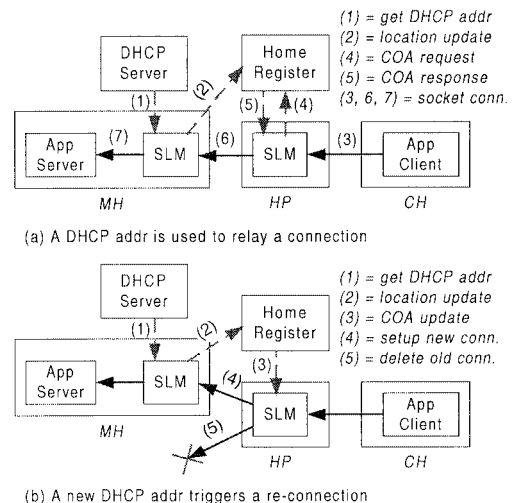 (1) = get DHCP addr
(2) = location update
(4) = COA request
(5) = COA response
(3, 6, 7) = socket conn.
DHCP
Server
Home
Register
(1)
(2)
(5)
(4)
App
Server
(7)
SLM
(6)
SLM
(3)
App
Client
MH
HP
CH
(a) A DHCP addr is used to relay a connection
(1) = get DHCP addr
(2) = location update
(3) = COA update
(4) = setup new conn.
(5) = delete old conn.
DHCP
Server
Home
Register
(1)
(2)
(3)
App
Server
SLM
(4)
SLM
App
Client
(5)
MH
HP
CH
(b) A new DHCP addr triggers a re-connection